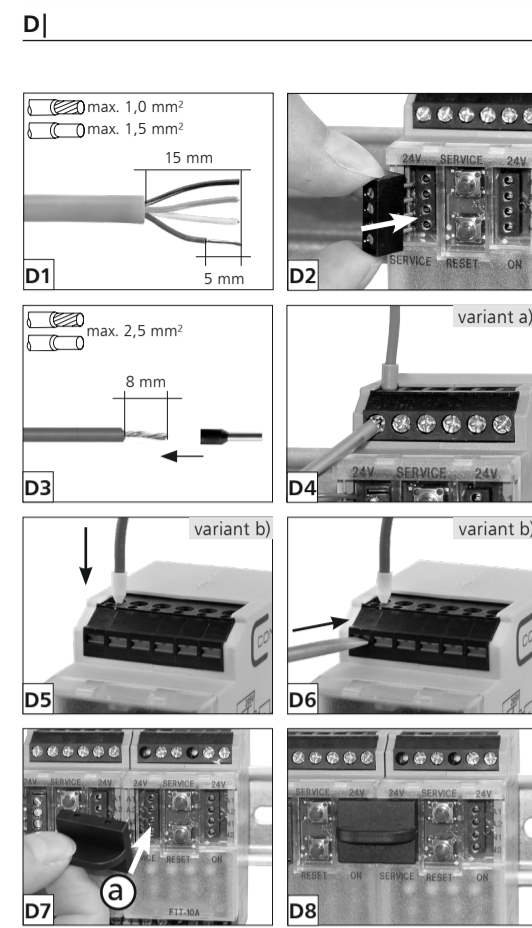 D|
max. 1,0 mm²
max. 1,5 mm²
15 mm
5 mm
D1
24V SERVICE 24V
SERVICE RESET ON
D2
max. 2,5 mm²
8 mm
D3
variant a)
24V SERVICE 24V
D4
variant b)
D5
variant b)
D6
24V SERVICE 24V 24V SERVICE 24V
RESET ON
a
FTT-10A
D7
SERVICE 24V 24V SERVICE 24V
RESET ON SERVICE RESET ON
D8